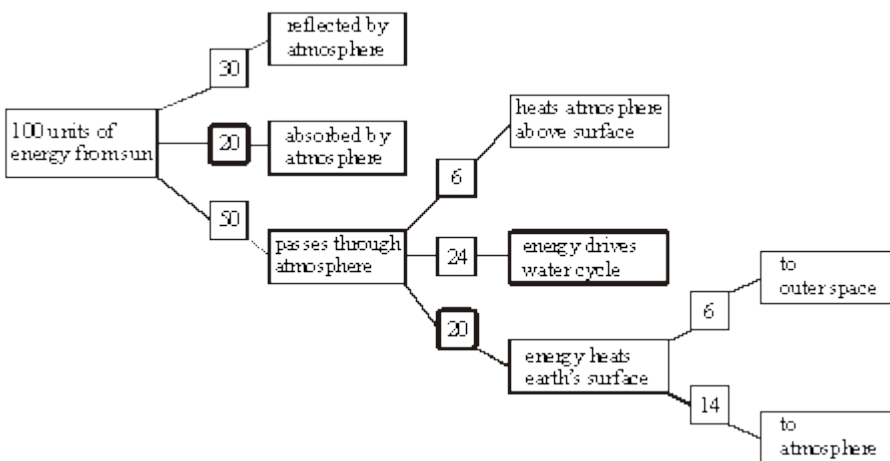 reflected by
atmosphere
30
100 units of
energy from sun
20
absorbed by
atmosphere
50
passes through
atmosphere
6
heats atmosphere
above surface
24
energy drives
water cycle
20
energy heats
earth's surface
6
to
outer space
14
to
atmosphere